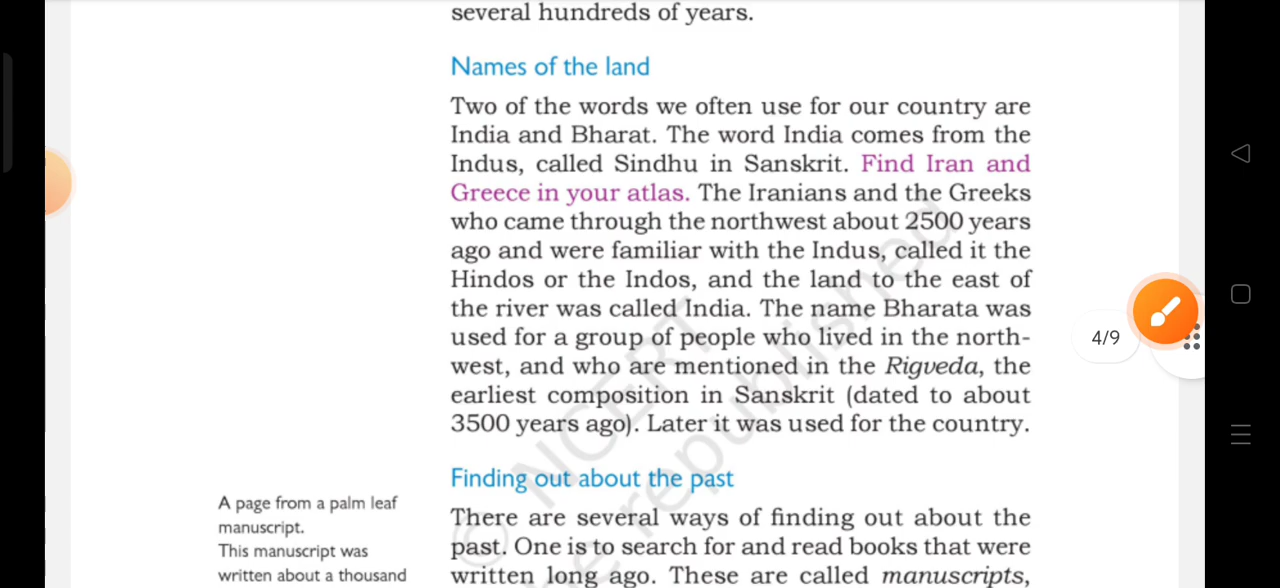 several hundreds of years.
Names of the land
Two of the words we often use for our country are
India and Bharat. The word India comes from the
Indus, called Sindhu in Sanskrit. Find Iran and
Greece in your atlas. The Iranians and the Greeks
who came through the northwest about 2500 years
ago and were familiar with the Indus, called it the
Hindos or the Indos, and the land to the east of
the river was called India. The name Bharata was
used for a group of people who lived in the north-
west, and who are mentioned in the Rigveda, the
earliest composition in Sanskrit (dated to about
3500 years ago). Later it was used for the country.
4/9
Finding out about the past
There are several ways of finding out about the
past. One is to search for and read books that were
written long ago. These are called manuscripts,
A page from a palm leaf
manuscript.
This manuscript was
written about a thousand
© NCERT
be republished